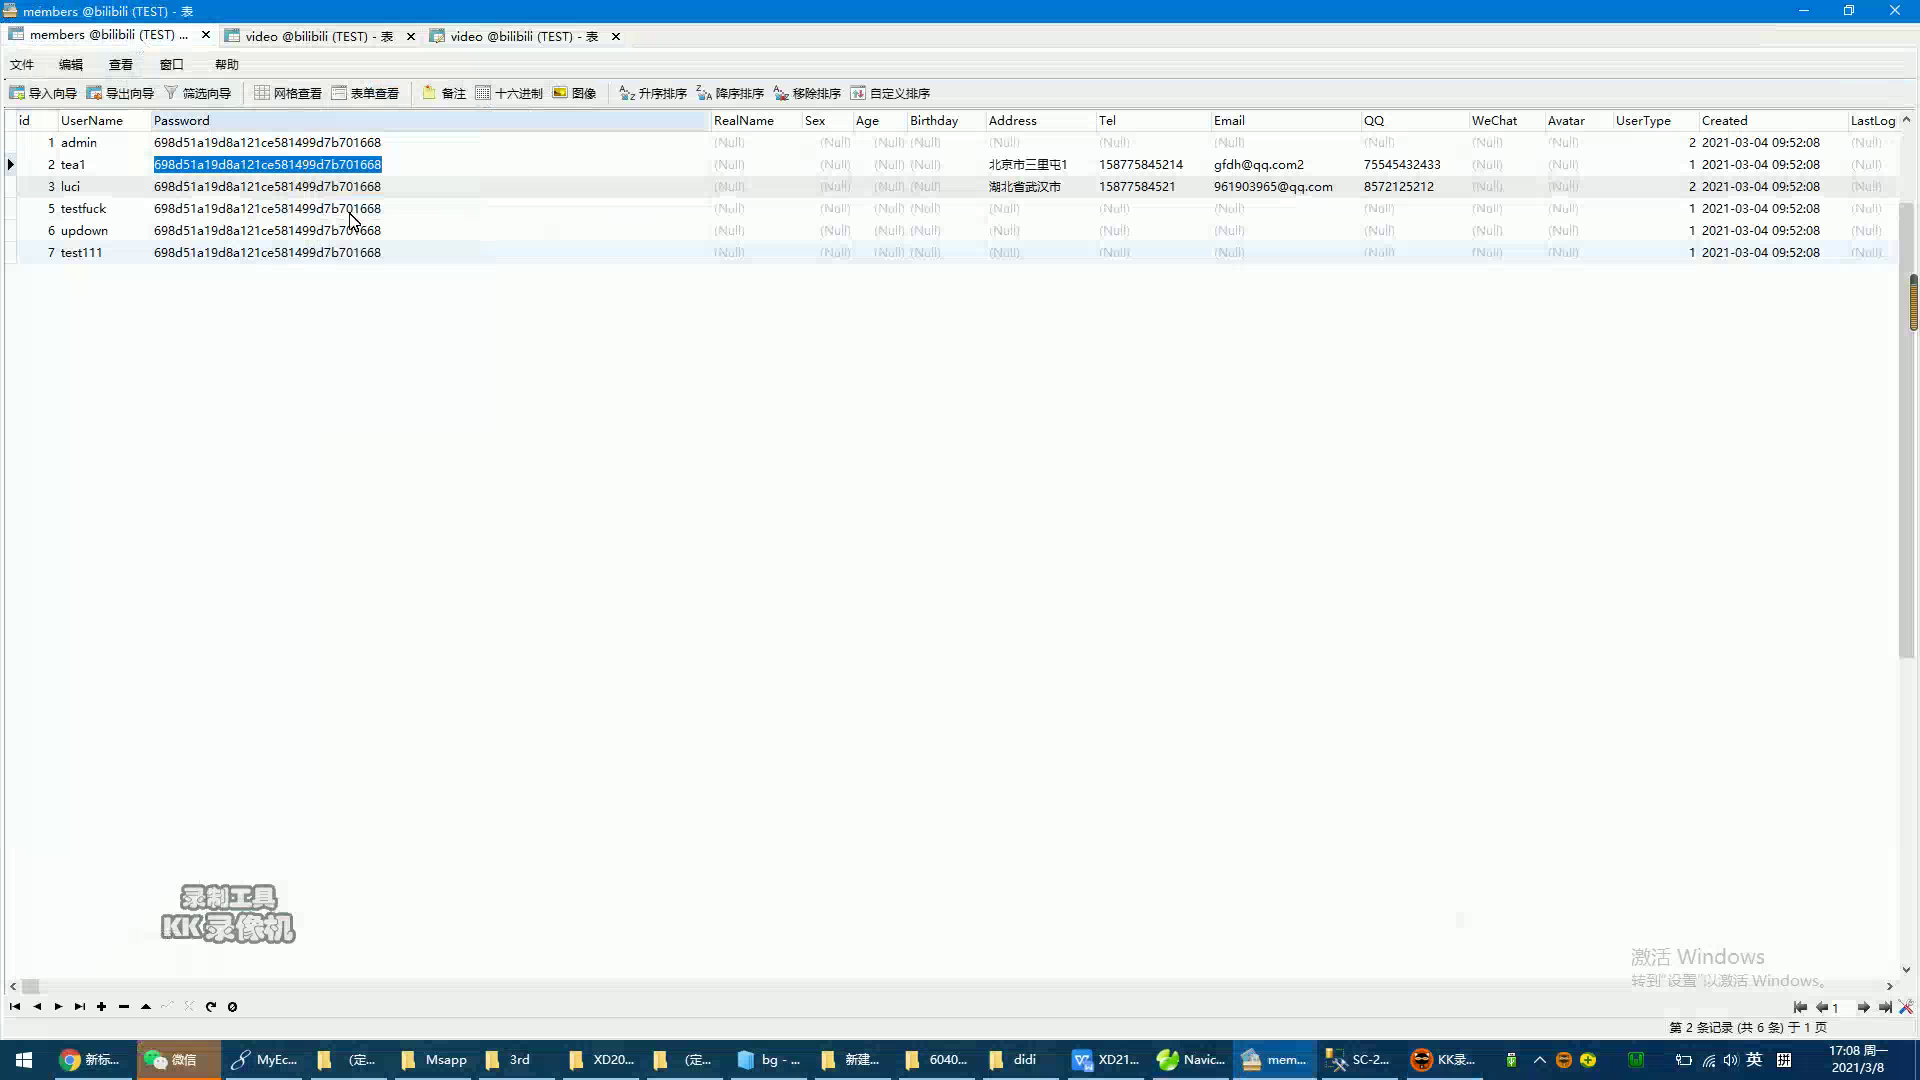 members @bilibili (TEST) - 表
members @bilibili (TEST) ... video @bilibili (TEST) - 表 video @bilibili (TEST) - 表
文件 编辑 查看 窗口 帮助
导入向导 导出向导 筛选向导 网格查看 表单查看 备注 十六进制 图像 升序排序 降序排序 移除排序 自定义排序
id UserName Password RealName Sex Age Birthday Address Tel Email QQ WeChat Avatar UserType Created LastLog
1 admin 698d51a19d8a121ce581499d7b701668 (Null) (Null) (Null) (Null) (Null) (Null) (Null) (Null) (Null) (Null) 2 2021-03-04 09:52:08 (Null)
2 tea1 698d51a19d8a121ce581499d7b701668 (Null) (Null) (Null) (Null) 北京市三里屯1 158775845214 gfdh@qq.com2 75545432433 (Null) (Null) 1 2021-03-04 09:52:08 (Null)
3 luci 698d51a19d8a121ce581499d7b701668 (Null) (Null) (Null) (Null) 湖北省武汉市 15877584521 961903965@qq.com 8572125212 (Null) (Null) 2 2021-03-04 09:52:08 (Null)
5 testfuck 698d51a19d8a121ce581499d7b701668 (Null) (Null) (Null) (Null) (Null) (Null) (Null) (Null) (Null) (Null) 1 2021-03-04 09:52:08 (Null)
6 updown 698d51a19d8a121ce581499d7b701668 (Null) (Null) (Null) (Null) (Null) (Null) (Null) (Null) (Null) (Null) 1 2021-03-04 09:52:08 (Null)
7 test111 698d51a19d8a121ce581499d7b701668 (Null) (Null) (Null) (Null) (Null) (Null) (Null) (Null) (Null) (Null) 1 2021-03-04 09:52:08 (Null)
录制工具
KK录像机
激活 Windows
转到"设置"以激活 Windows。
1
第 2 条记录 (共 6 条) 于 1 页
新标... 微信 MyEc... (定... Msapp 3rd XD20... (定... bg - ... 新建... 6040... didi XD21... Navic... mem... SC-2... KK录... 英 拼 17:08 周一
2021/3/8